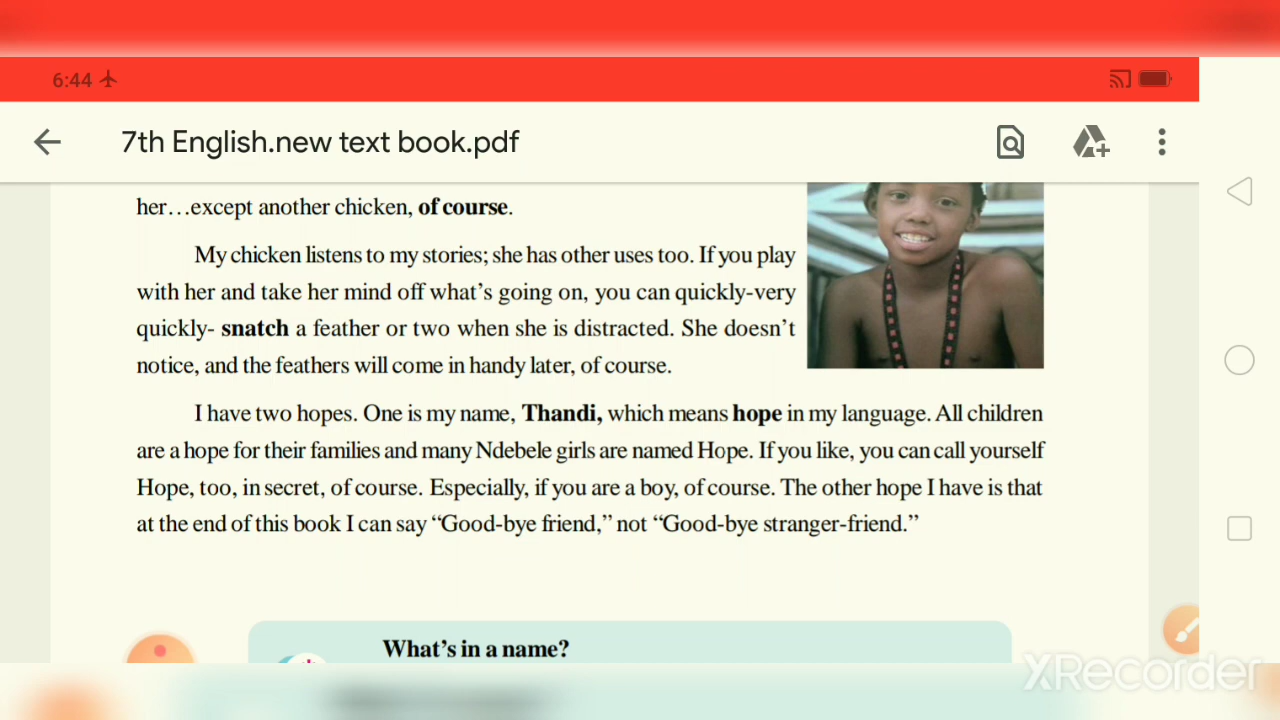 6:44
7th English.new text book.pdf
her…except another chicken, of course.
My chicken listens to my stories; she has other uses too. If you play
with her and take her mind off what's going on, you can quickly-very
quickly- snatch a feather or two when she is distracted. She doesn't
notice, and the feathers will come in handy later, of course.
I have two hopes. One is my name, Thandi, which means hope in my language. All children
are a hope for their families and many Ndebele girls are named Hope. If you like, you can call yourself
Hope, too, in secret, of course. Especially, if you are a boy, of course. The other hope I have is that
at the end of this book I can say “Good-bye friend,” not “Good-bye stranger-friend.”
What's in a name?
XRecorder